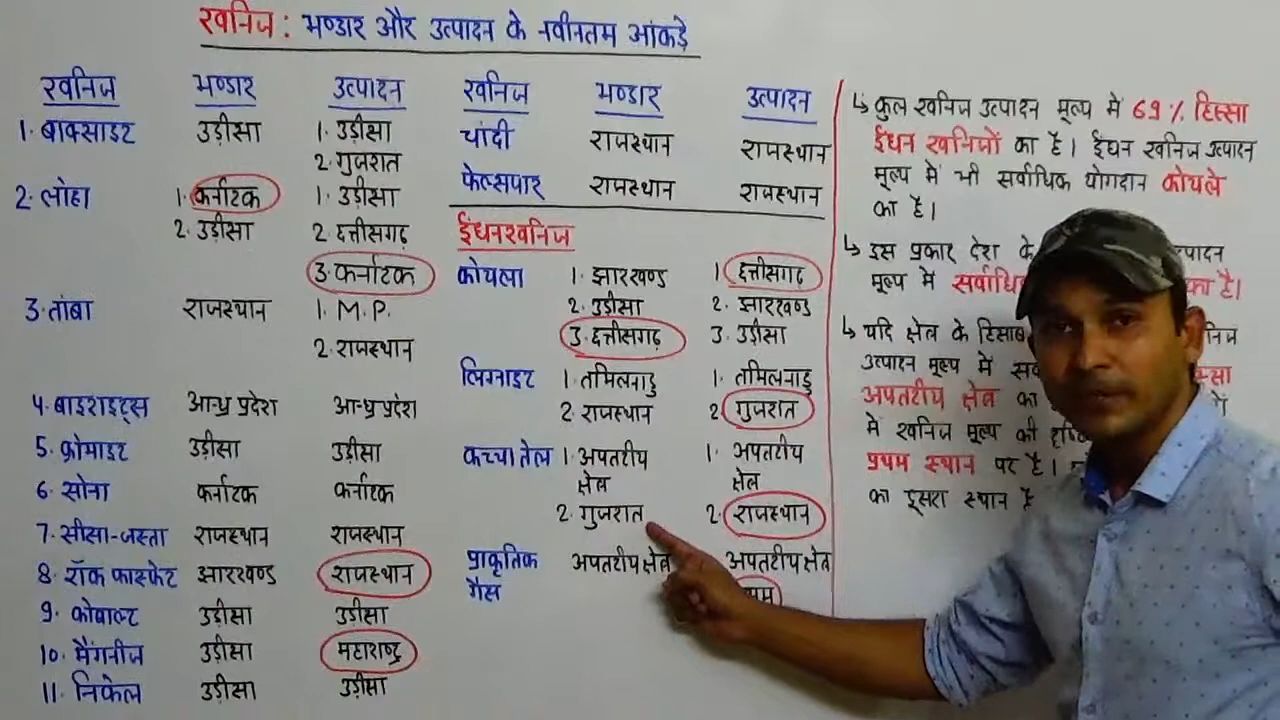 खनिज : भण्डार और उत्पादन के नवीनतम आंकड़े
खनिज भण्डार उत्पादन
1. बाक्साइट उड़ीसा 1. उड़ीसा
2. गुजरात
2. लोहा 1. कर्नाटक 1. उड़ीसा
2. उड़ीसा 2. छत्तीसगढ़
3. कर्नाटक
3. तांबा राजस्थान 1. M.P.
2. राजस्थान
4. बाइराइट्स आन्ध्र प्रदेश आन्ध्र प्रदेश
5. क्रोमाइट उड़ीसा उड़ीसा
6. सोना कर्नाटक कर्नाटक
7. सीसा-जस्ता राजस्थान राजस्थान
8. रॉक फास्फेट झारखण्ड राजस्थान
9. कोबाल्ट उड़ीसा उड़ीसा
10. मैंगनीज उड़ीसा महाराष्ट्र
11. निकेल उड़ीसा उड़ीसा
खनिज भण्डार उत्पादन
चांदी राजस्थान राजस्थान
फेल्सपार राजस्थान राजस्थान
ईंधनखनिज
कोयला 1. झारखण्ड 1. छत्तीसगढ़
2. उड़ीसा 2. झारखण्ड
3. छत्तीसगढ़ 3. उड़ीसा
लिग्नाइट 1. तमिलनाडु 1. तमिलनाडु
2. राजस्थान 2. गुजरात
कच्चा तेल 1. अपतटीय 1. अपतटीय
क्षेत्र क्षेत्र
2. गुजरात 2. राजस्थान
प्राकृतिक अपतटीय क्षेत्र अपतटीय क्षेत्र
गैस
↳ कुल खनिज उत्पादन मूल्य में 69% हिस्सा
ईंधन खनिजों का है। ईंधन खनिज उत्पादन
मूल्य में भी सर्वाधिक योगदान कोयले
का है।
↳ इस प्रकार देश के
मूल्य में का है।
↳ यदि क्षेत्र के
उत्पादन मूल्य में
अपतटीय क्षेत्र का
में खनिज मूल्य की
प्रथम स्थान पर है।
का दूसरा स्थान है